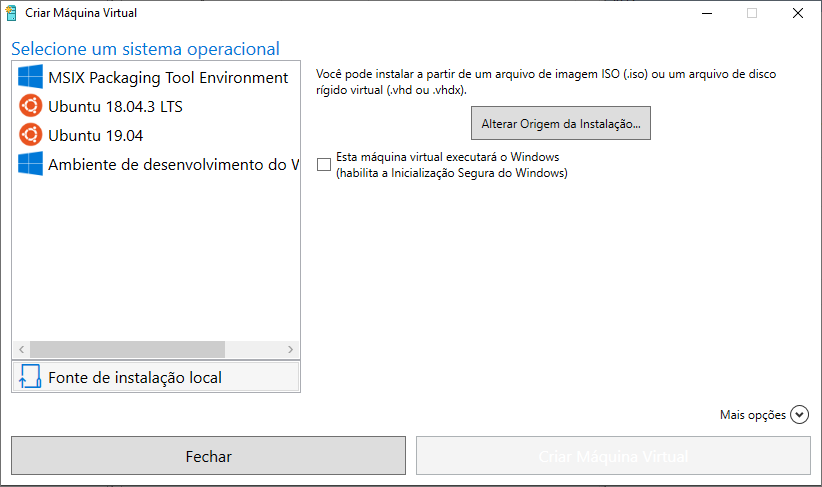 Criar Máquina Virtual
Selecione um sistema operacional
MSIX Packaging Tool Environment
Ubuntu 18.04.3 LTS
Ubuntu 19.04
Ambiente de desenvolvimento do W
Fonte de instalação local
Você pode instalar a partir de um arquivo de imagem ISO (.iso) ou um arquivo de disco
rígido virtual (.vhd ou .vhdx).
Alterar Origem da Instalação...
Esta máquina virtual executará o Windows
(habilita a Inicialização Segura do Windows)
Mais opções
Fechar
Criar Máquina Virtual